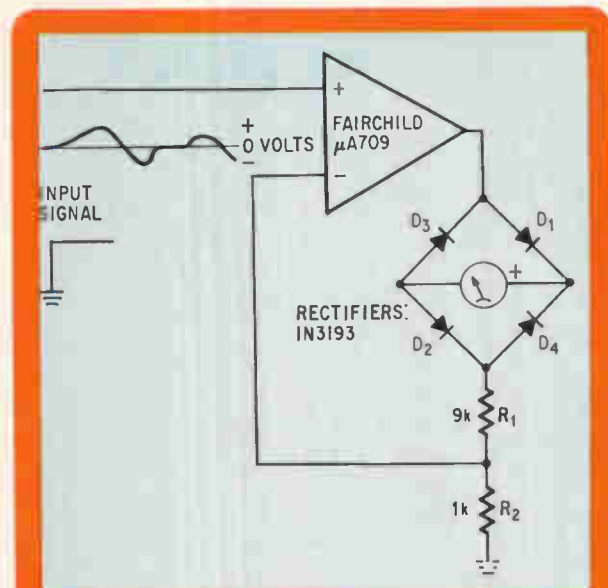 +
FAIRCHILD
μA709
−
+
0 VOLTS
−
INPUT
SIGNAL
D3
D1
+
RECTIFIERS:
IN3193
D2
D4
9k R1
1k R2